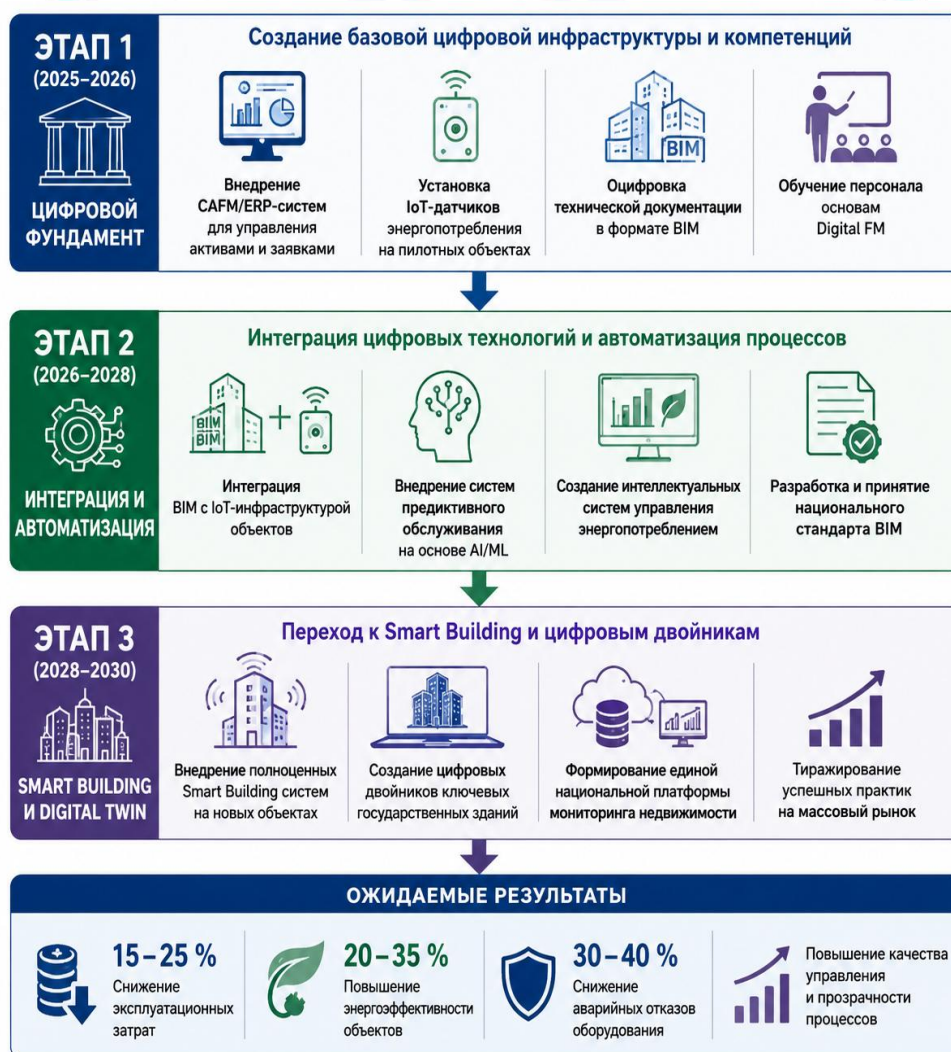 ЭТАП 1
(2025–2026)
ЦИФРОВОЙ
ФУНДАМЕНТ
Создание базовой цифровой инфраструктуры и компетенций
BIM
Внедрение
CAFM/ERP-систем
для управления
активами и заявками
Установка
IoT-датчиков
энергопотребления
на пилотных объектах
Оцифровка
технической документации
в формате BIM
Обучение персонала
основам
Digital FM
ЭТАП 2
(2026–2028)
ИНТЕГРАЦИЯ И
АВТОМАТИЗАЦИЯ
Интеграция цифровых технологий и автоматизация процессов
BIM
BIM
+
Интеграция
BIM с IoT-инфраструктурой
объектов
Внедрение систем
предиктивного
обслуживания
на основе AI/ML
Создание интеллектуальных
систем управления
энергопотреблением
Разработка и принятие
национального
стандарта BIM
ЭТАП 3
(2028–2030)
SMART BUILDING
И DIGITAL TWIN
Переход к Smart Building и цифровым двойникам
Внедрение полноценных
Smart Building систем
на новых объектах
Создание цифровых
двойников ключевых
государственных зданий
Формирование единой
национальной платформы
мониторинга недвижимости
Тиражирование
успешных практик
на массовый рынок
ОЖИДАЕМЫЕ РЕЗУЛЬТАТЫ
15–25 %
Снижение
эксплуатационных
затрат
20–35 %
Повышение
энергоэффективности
объектов
30–40 %
Снижение
аварийных отказов
оборудования
Повышение качества
управления
и прозрачности
процессов